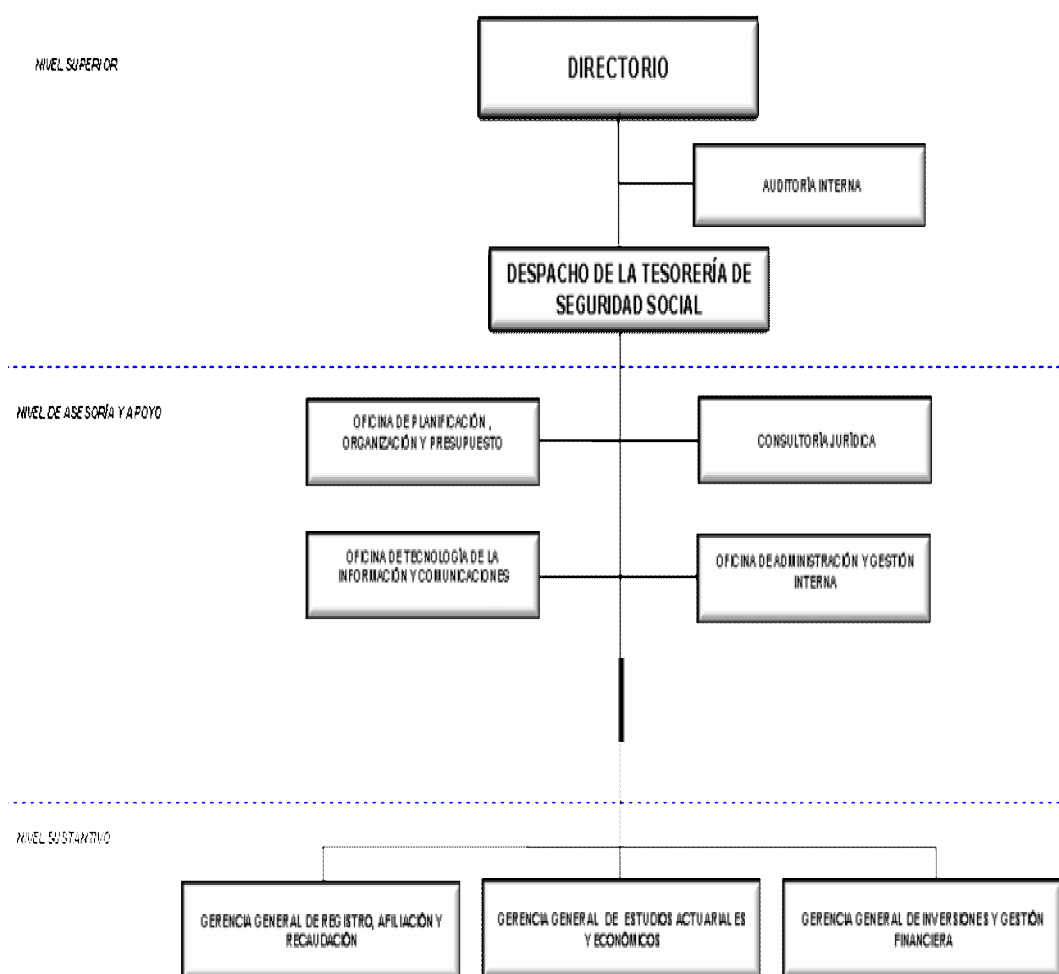 NIVEL SUPERIOR
DIRECTORIO
AUDITORÍA INTERNA
DESPACHO DE LA TESORERÍA DE
SEGURIDAD SOCIAL
NIVEL DE ASESORÍA Y APOYO
OFICINA DE PLANIFICACIÓN ,
ORGANIZACIÓN Y PRESUPUESTO
CONSULTORÍA JURÍDICA
OFICINA DE TECNOLOGÍA DE LA
INFORMACIÓN Y COMUNICACIONES
OFICINA DE ADMINISTRACIÓN Y GESTIÓN
INTERNA
NIVEL SUSTANTIVO
GERENCIA GENERAL DE REGISTRO, AFILIACIÓN Y
RECAUDACIÓN
GERENCIA GENERAL DE ESTUDIOS ACTUARIALES
Y ECONÓMICOS
GERENCIA GENERAL DE INVERSIONES Y GESTIÓN
FINANCIERA